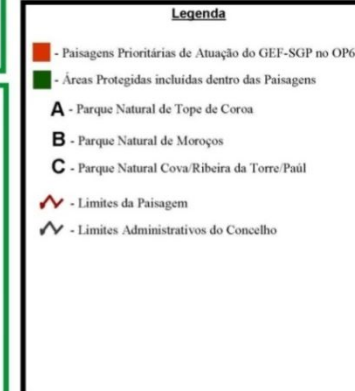 Legenda
- Paisagens Prioritárias de Atuação do GEF-SGP no OP6
- Áreas Protegidas incluídas dentro das Paisagens
A - Parque Natural de Tope de Coroa
B - Parque Natural de Moroços
C - Parque Natural Cova/Ribeira da Torre/Paúl
- Limites da Paisagem
- Limites Administrativos do Concelho